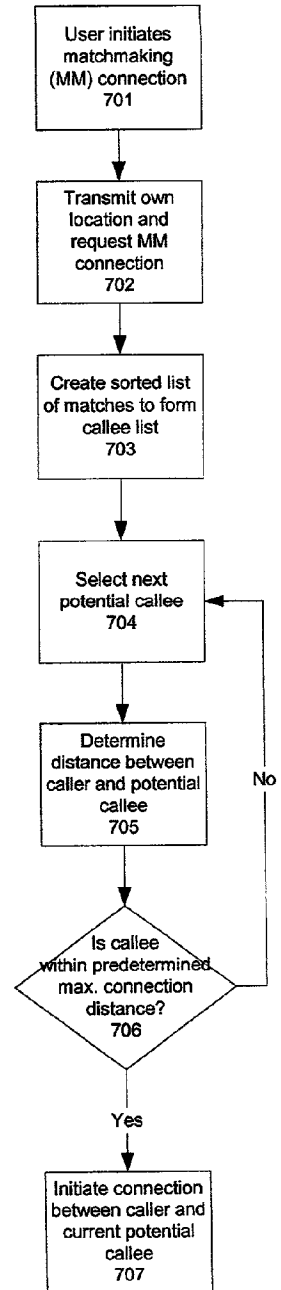 User initiates
matchmaking
(MM) connection
701
Transmit own
location and
request MM
connection
702
Create sorted list
of matches to form
callee list
703
Select next
potential callee
704
Determine
distance between
caller and potential
callee
705
No
Is callee
within predetermined
max. connection
distance?
706
Yes
Initiate connection
between caller and
current potential
callee
707